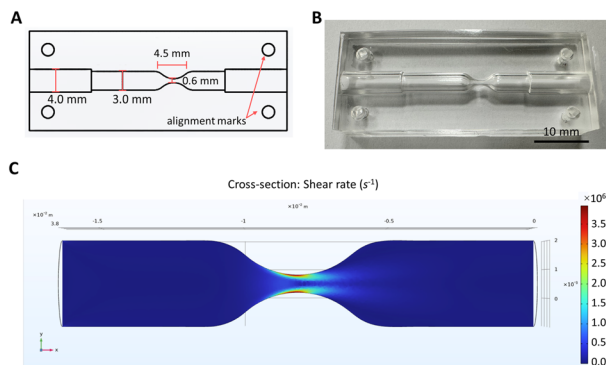 A
4.5 mm
0.6 mm
4.0 mm
3.0 mm
alignment marks
B
10 mm
C
Cross-section: Shear rate (s⁻¹)
×10⁻³ m
×10⁶
3.8
-1.5
-1
-0.5
0
2
1
0
y
x
3.5
3.0
2.5
2.0
1.5
1.0
0.5
0.0